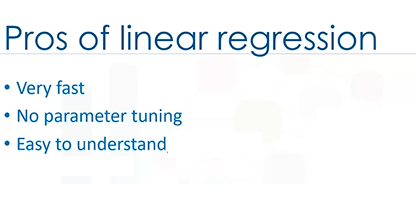 Pros of linear regression
• Very fast
• No parameter tuning
• Easy to understand